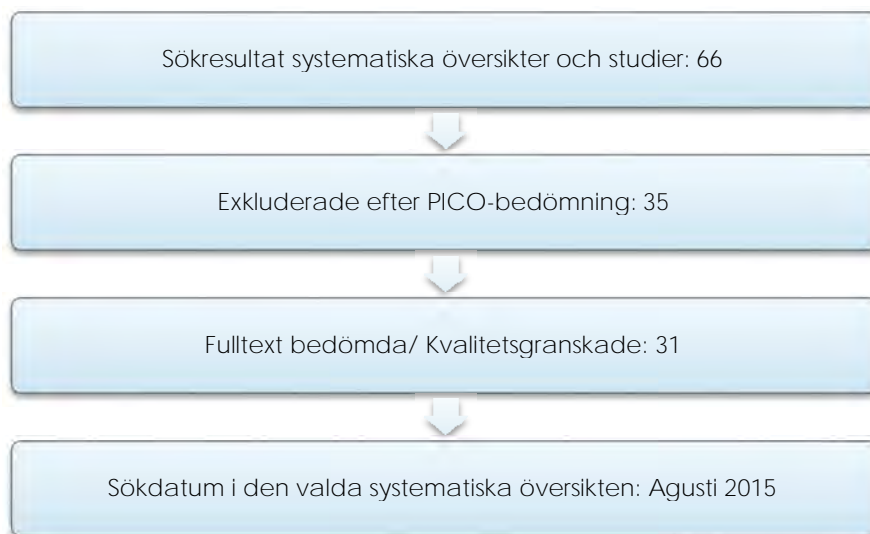 Sökresultat systematiska översikter och studier: 66
Exkluderade efter PICO-bedömning: 35
Fulltext bedömda/ Kvalitetsgranskade: 31
Sökdatum i den valda systematiska översikten: Agusti 2015